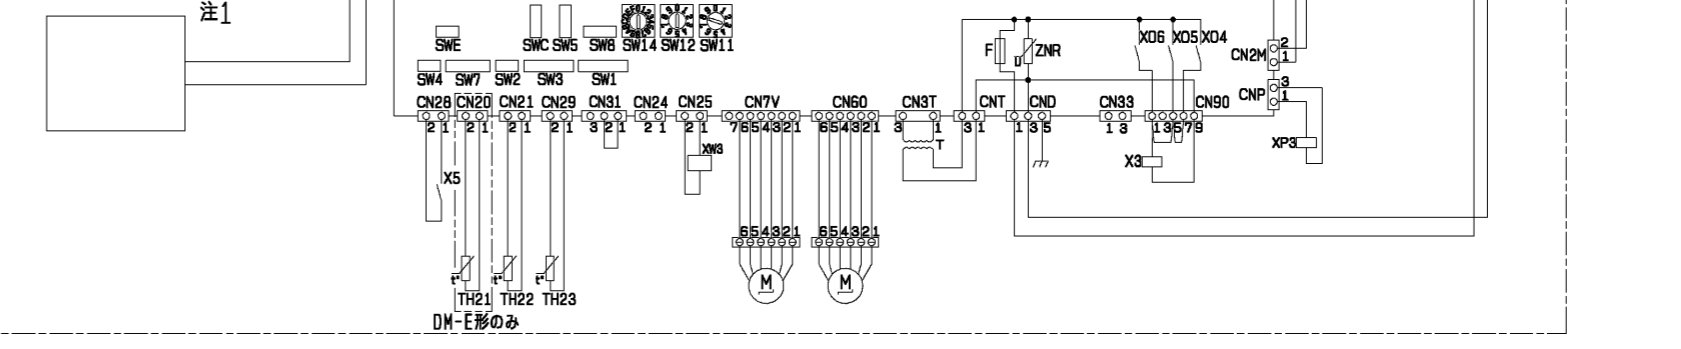 注1
SWE SWC SW5 SW8 SW14 SW12 SW11
F ZNR
U
X06 X05 X04
CN2M 2
1
SW4 SW7 SW2 SW3 SW1
CNP 3
1
CN28 CN20 CN21 CN29 CN31 CN24 CN25 CN7V CN60 CN3T CNT CND CN33 CN90
2 1 2 1 2 1 2 1 3 2 1 2 1 2 1 7 6 5 4 3 2 1 6 5 4 3 2 1 3 1 3 1 1 3 5 1 3 1 3 5 7 9
XW3 T X3 XP3
X5
6 5 4 3 2 1 6 5 4 3 2 1
t° t° t° M M
TH21 TH22 TH23
DM-E形のみ